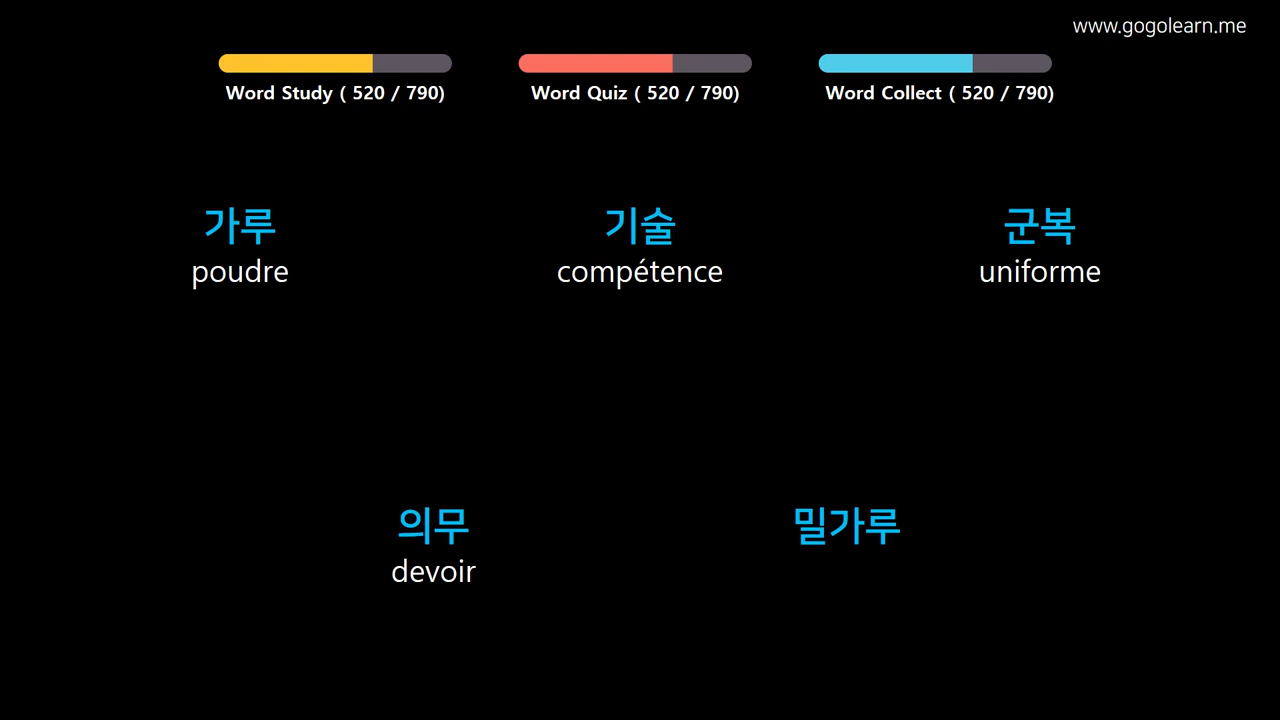 www.gogolearn.me
Word Study ( 520 / 790)
Word Quiz ( 520 / 790)
Word Collect ( 520 / 790)
가루
poudre
기술
compétence
군복
uniforme
의무
devoir
밀가루